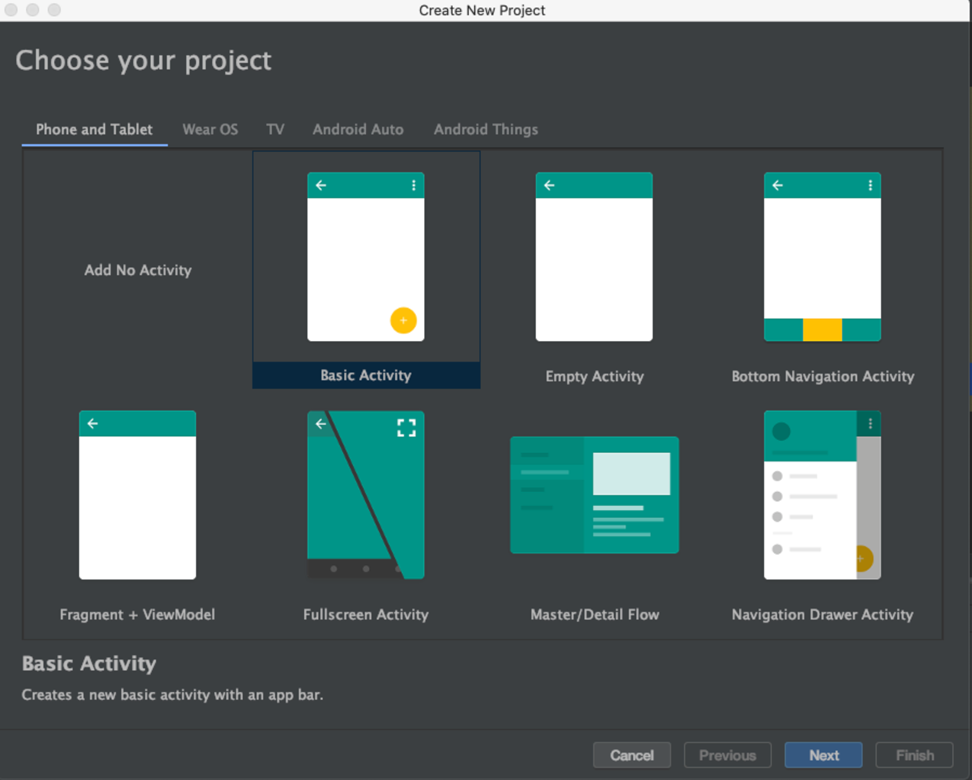 Create New Project
Choose your project
Phone and Tablet
Wear OS
TV
Android Auto
Android Things
Add No Activity
Basic Activity
Empty Activity
Bottom Navigation Activity
Fragment + ViewModel
Fullscreen Activity
Master/Detail Flow
Navigation Drawer Activity
Basic Activity
Creates a new basic activity with an app bar.
Cancel
Previous
Next
Finish